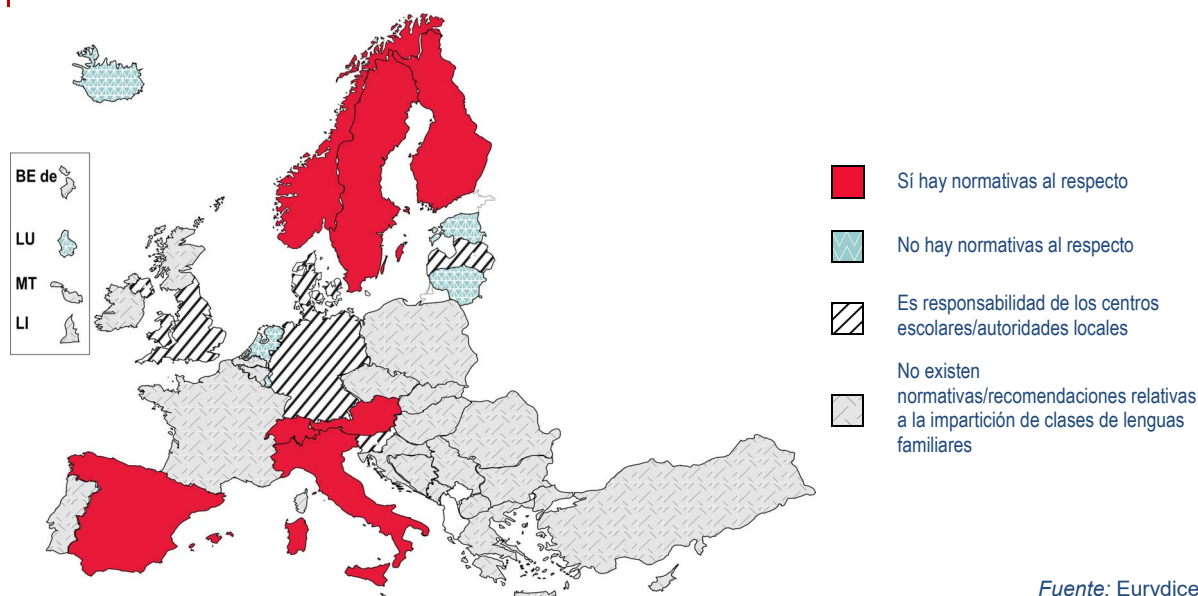 BE de
LU
MT
LI
Sí hay normativas al respecto
No hay normativas al respecto
Es responsabilidad de los centros
escolares/autoridades locales
No existen
normativas/recomendaciones relativas
a la impartición de clases de lenguas
familiares
Fuente: Eurydice